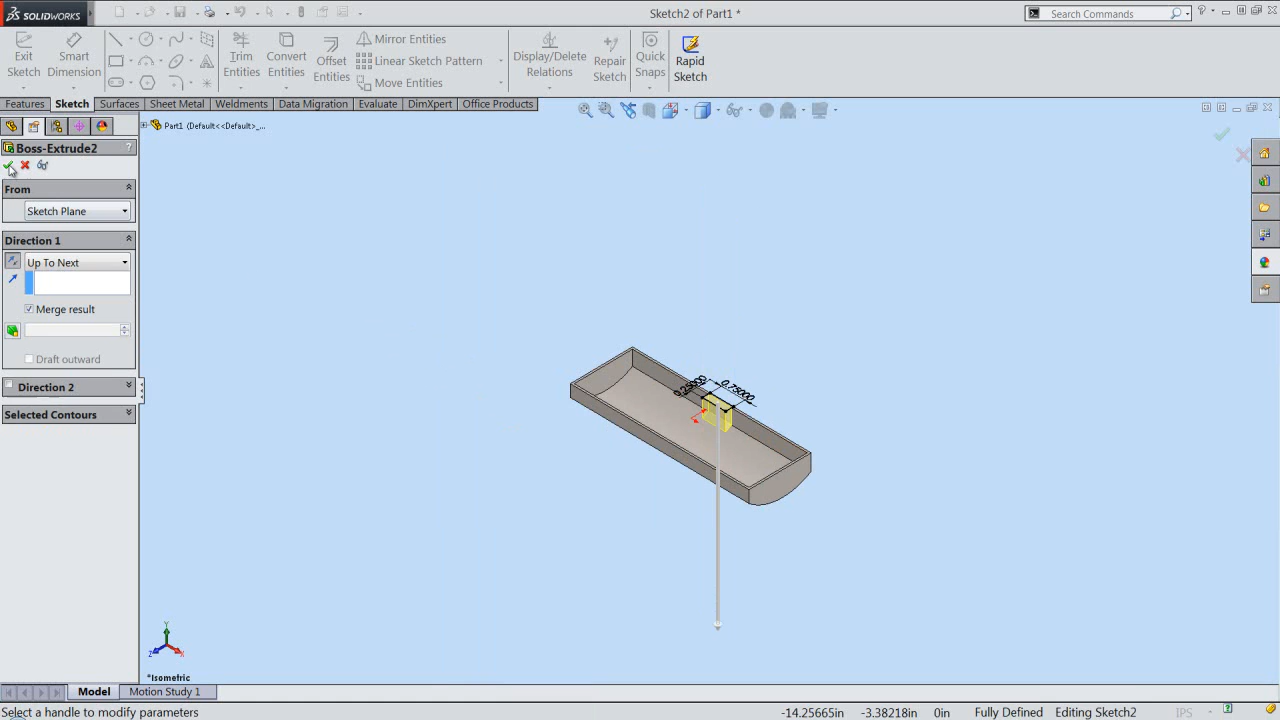 SOLIDWORKS
Sketch2 of Part1 *
Search Commands
?
Exit Sketch
Smart Dimension
Trim Entities
Convert Entities
Offset Entities
Mirror Entities
Linear Sketch Pattern
Move Entities
Display/Delete Relations
Repair Sketch
Quick Snaps
Rapid Sketch
Features
Sketch
Surfaces
Sheet Metal
Weldments
Data Migration
Evaluate
DimXpert
Office Products
Part1 (Default<<Default>_...
Boss-Extrude2
?
From
Sketch Plane
Direction 1
Up To Next
Merge result
Draft outward
Direction 2
Selected Contours
0.25000
0.75000
Y
Z
X
*Isometric
Model
Motion Study 1
Select a handle to modify parameters
-14.25665in
-3.38218in
0in
Fully Defined
Editing Sketch2
IPS
?